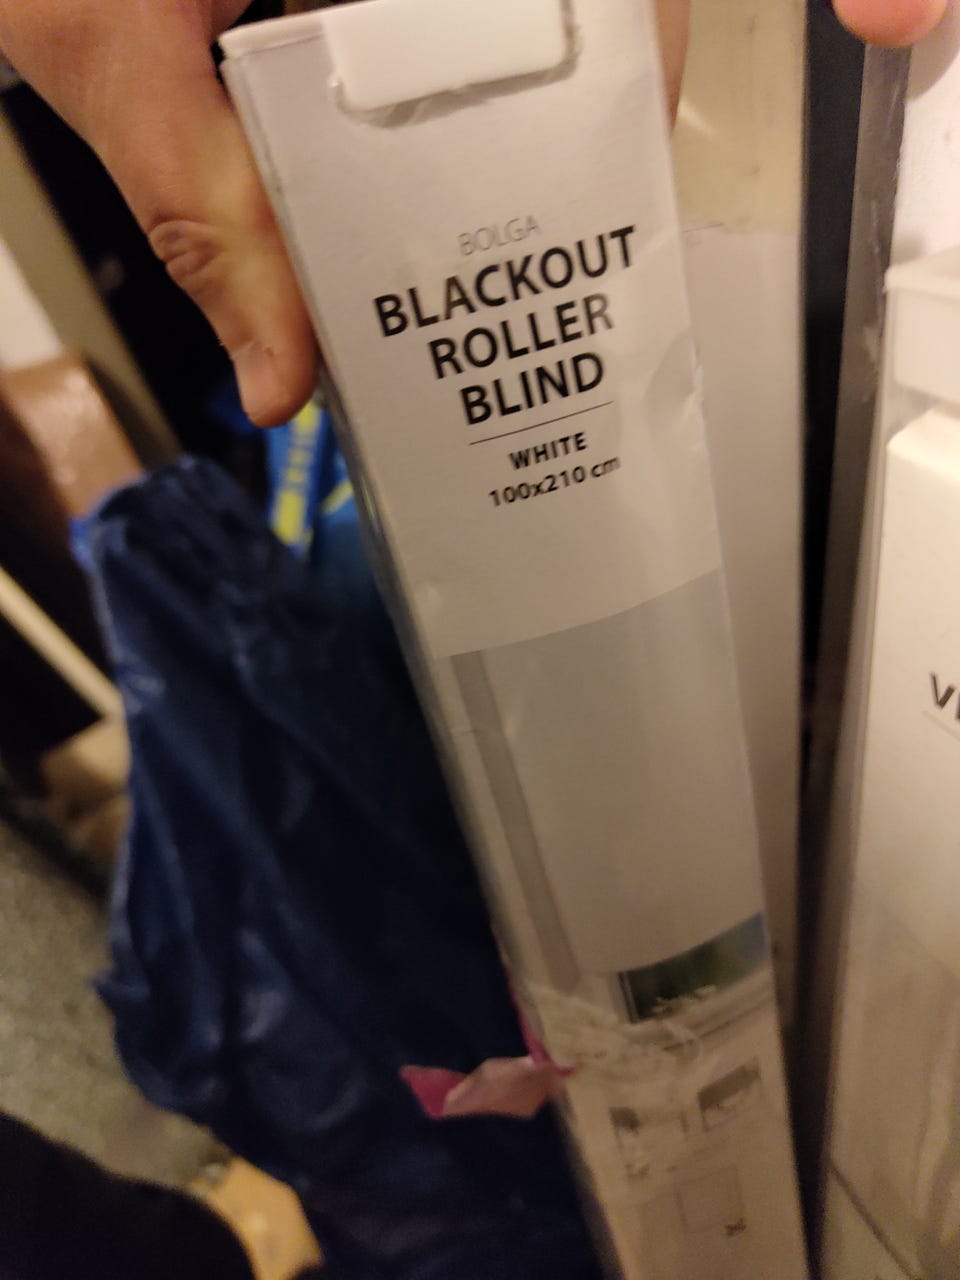 BOLGA
BLACKOUT
ROLLER
BLIND
WHITE
100x210 cm